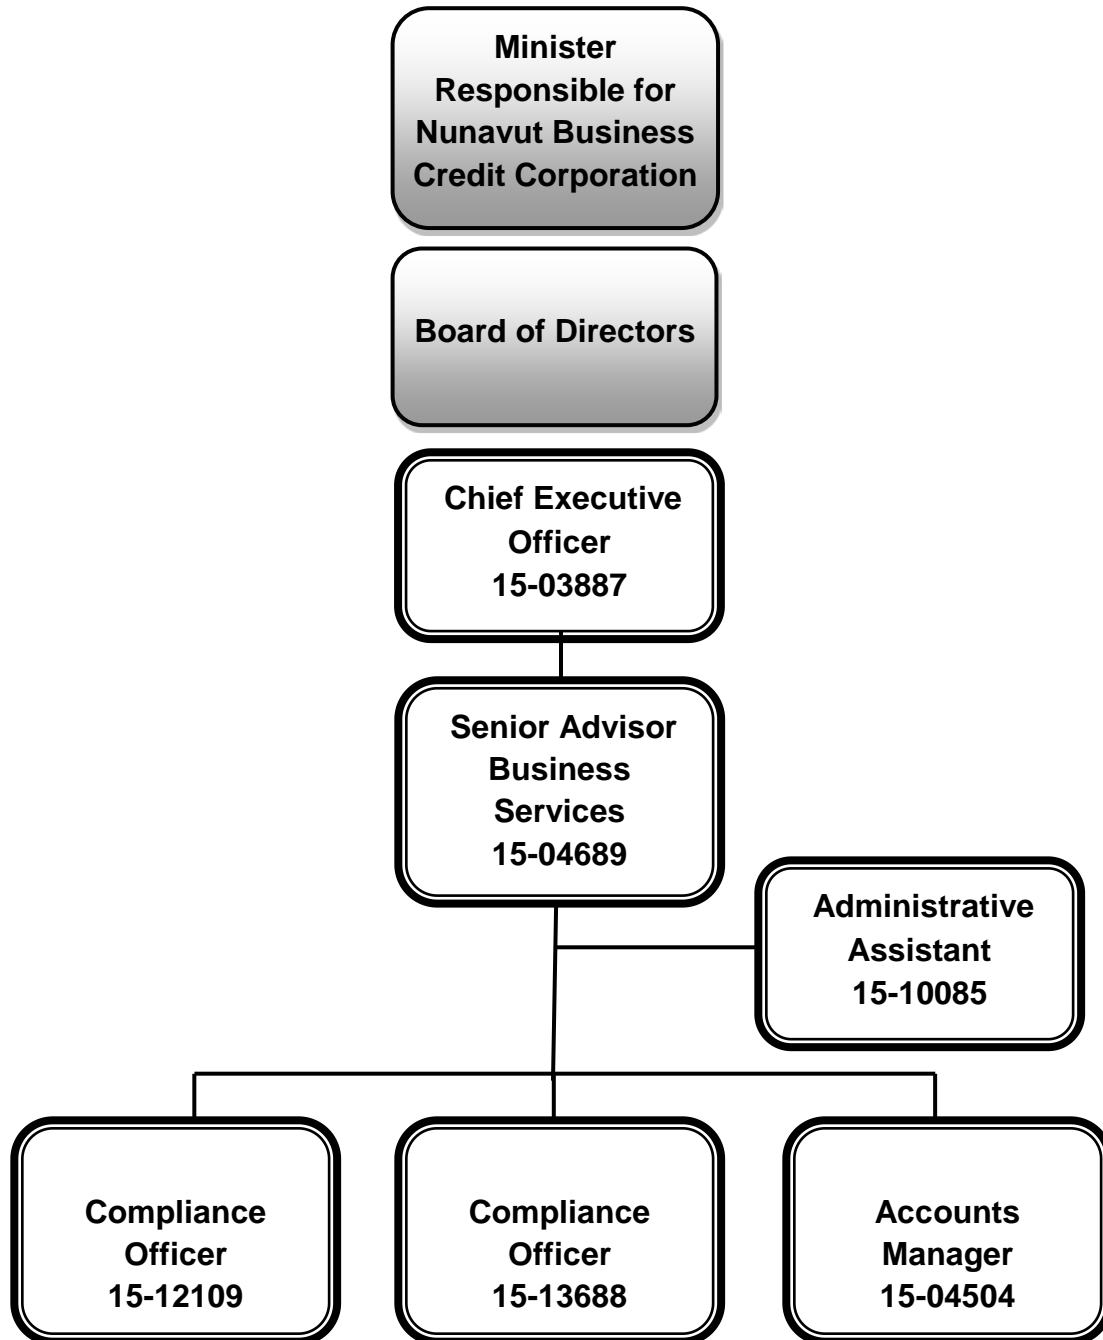 Minister
Responsible for
Nunavut Business
Credit Corporation
Board of Directors
Chief Executive
Officer
15-03887
Senior Advisor
Business
Services
15-04689
Administrative
Assistant
15-10085
Compliance
Officer
15-12109
Compliance
Officer
15-13688
Accounts
Manager
15-04504